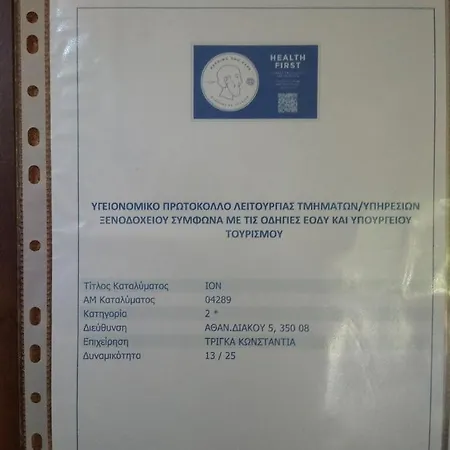 HEALTH
FIRST
ΥΓΕΙΟΝΟΜΙΚΟ ΠΡΩΤΟΚΟΛΛΟ ΛΕΙΤΟΥΡΓΙΑΣ ΤΜΗΜΑΤΩΝ/ΥΠΗΡΕΣΙΩΝ
ΞΕΝΟΔΟΧΕΙΟΥ ΣΥΜΦΩΝΑ ΜΕ ΤΙΣ ΟΔΗΓΙΕΣ ΕΟΔΥ ΚΑΙ ΥΠΟΥΡΓΕΙΟΥ
ΤΟΥΡΙΣΜΟΥ
Τίτλος Καταλύματος ΙΟΝ
ΑΜ Καταλύματος 04289
Κατηγορία 2 *
Διεύθυνση ΑΘΑΝ.ΔΙΑΚΟΥ 5, 350 08
Επιχείρηση ΤΡΙΓΚΑ ΚΩΝΣΤΑΝΤΙΑ
Δυναμικότητα 13 / 25